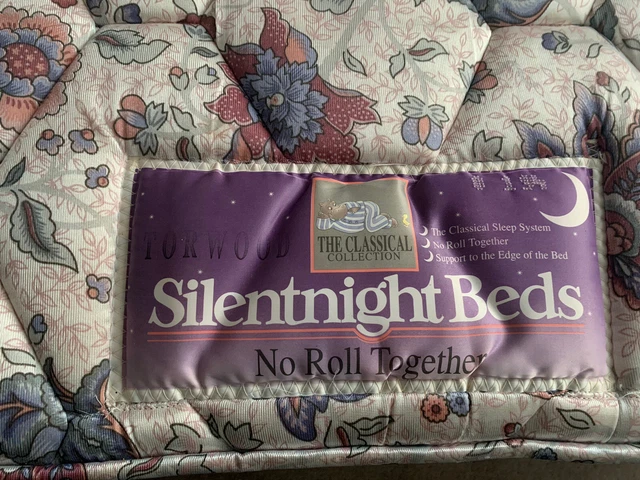 TORWOOD
THE CLASSICAL
COLLECTION
The Classical Sleep System
No Roll Together
Support to the Edge of the Bed
Silentnight Beds
No Roll Together